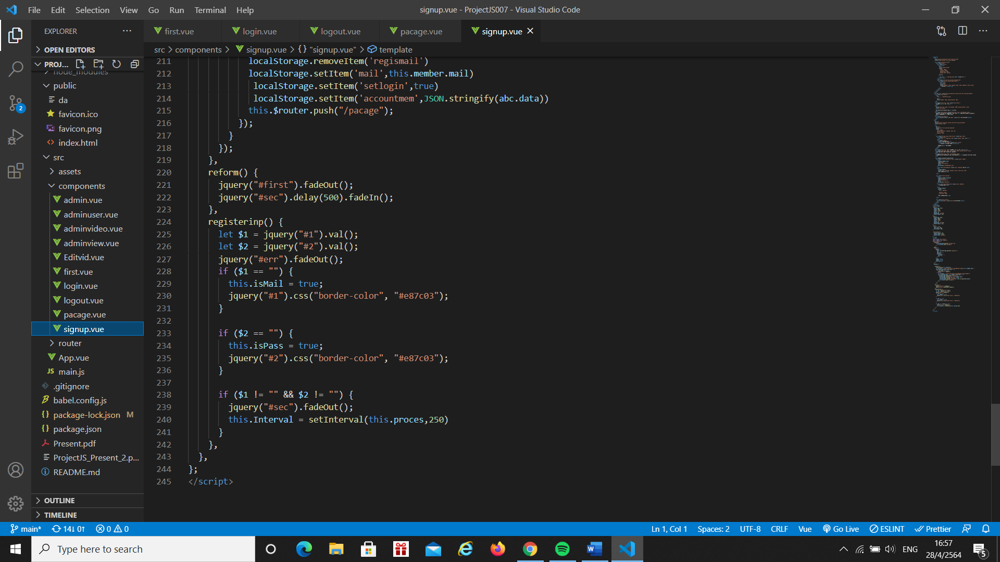 File Edit Selection View Go Run Terminal Help
signup.vue - ProjectJS007 - Visual Studio Code
EXPLORER
first.vue
login.vue
logout.vue
pacage.vue
signup.vue
OPEN EDITORS
src > components > signup.vue > {} "signup.vue" > template
PROJ...
node_modules
public
da
favicon.ico
favicon.png
index.html
src
assets
components
admin.vue
adminuser.vue
adminvideo.vue
adminview.vue
Editvid.vue
first.vue
login.vue
logout.vue
pacage.vue
signup.vue
router
App.vue
JS main.js
.gitignore
babel.config.js
{} package-lock.json M
{} package.json
Present.pdf
ProjectJS_Present_2.p...
README.md
OUTLINE
TIMELINE
2
211 localStorage.removeItem('regismail')
212 localStorage.setItem('mail',this.member.mail)
213 localStorage.setItem('setlogin',true)
214 localStorage.setItem('accountmem',JSON.stringify(abc.data))
215 this.$router.push("/pacage");
216 });
217 }
218 });
219 },
220 reform() {
221 jquery("#first").fadeOut();
222 jquery("#sec").delay(500).fadeIn();
223 },
224 registerinp() {
225 let $1 = jquery("#1").val();
226 let $2 = jquery("#2").val();
227 jquery("#err").fadeOut();
228 if ($1 == "") {
229 this.isMail = true;
230 jquery("#1").css("border-color", "#e87c03");
231 }
232
233 if ($2 == "") {
234 this.isPass = true;
235 jquery("#2").css("border-color", "#e87c03");
236 }
237
238 if ($1 != "" && $2 != "") {
239 jquery("#sec").fadeOut();
240 this.Interval = setInterval(this.proces,250)
241 }
242 },
243 },
244 };
245 </script>
main* 14↓ 0↑ 0 0
Ln 1, Col 1 Spaces: 2 UTF-8 CRLF Vue Go Live ESLINT Prettier
Type here to search
ENG
16:57
28/4/2564
5